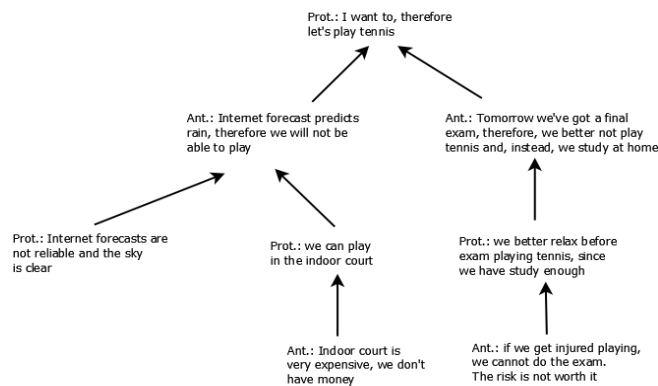 Prot.: I want to, therefore
let's play tennis
Ant.: Internet forecast predicts
rain, therefore we will not be
able to play
Ant.: Tomorrow we've got a final
exam, therefore, we better not play
tennis and, instead, we study at home
Prot.: Internet forecasts are
not reliable and the sky
is clear
Prot.: we can play
in the indoor court
Prot.: we better relax before
exam playing tennis, since
we have study enough
Ant.: Indoor court is
very expensive, we don't
have money
Ant.: if we get injured playing,
we cannot do the exam.
The risk is not worth it